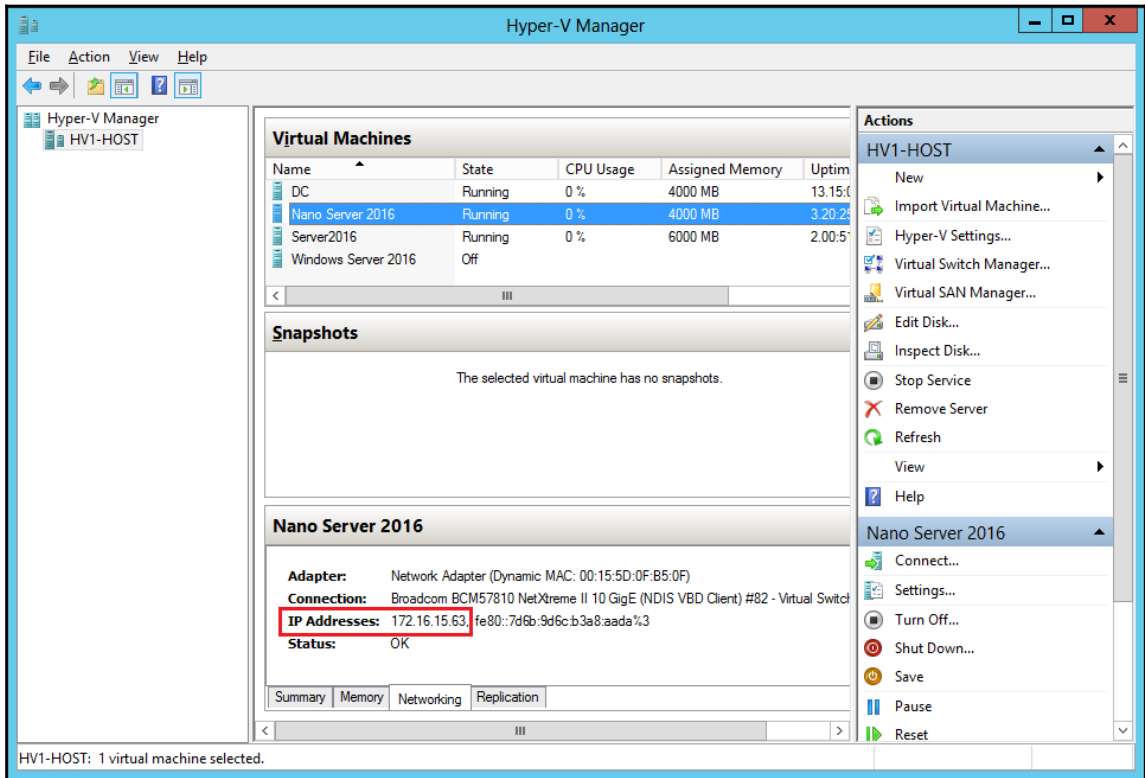 Hyper-V Manager
File Action View Help
Hyper-V Manager
HV1-HOST
Virtual Machines
Name State CPU Usage Assigned Memory Uptim
DC Running 0 % 4000 MB 13.15:0
Nano Server 2016 Running 0 % 4000 MB 3.20:25
Server2016 Running 0 % 6000 MB 2.00:5
Windows Server 2016 Off
Snapshots
The selected virtual machine has no snapshots.
Nano Server 2016
Adapter: Network Adapter (Dynamic MAC: 00:15:5D:0F:B5:0F)
Connection: Broadcom BCM57810 NetXtreme II 10 GigE (NDIS VBD Client) #82 - Virtual Switch
IP Addresses: 172.16.15.63, fe80::7d6b:9d6c:b3a8:aada%3
Status: OK
Summary Memory Networking Replication
Actions
HV1-HOST
New
Import Virtual Machine...
Hyper-V Settings...
Virtual Switch Manager...
Virtual SAN Manager...
Edit Disk...
Inspect Disk...
Stop Service
Remove Server
Refresh
View
Help
Nano Server 2016
Connect...
Settings...
Turn Off...
Shut Down...
Save
Pause
Reset
HV1-HOST: 1 virtual machine selected.